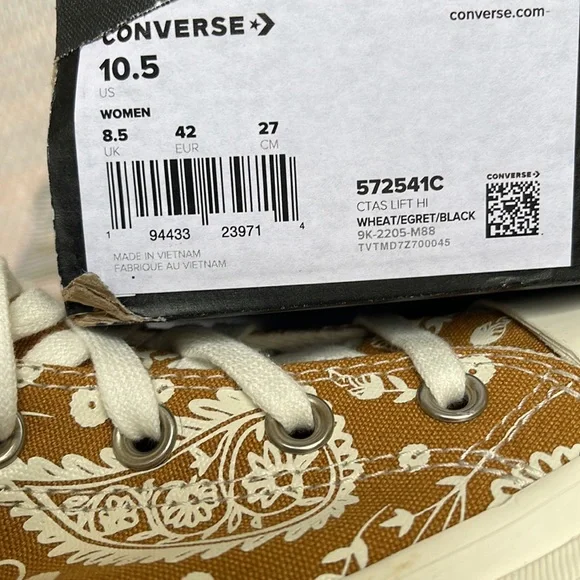 CONVERSE
converse.com
10.5
US
WOMEN
8.5 42 27
UK EUR CM
1 94433 23971 4
MADE IN VIETNAM
FABRIQUE AU VIETNAM
572541C
CTAS LIFT HI
WHEAT/EGRET/BLACK
9K-2205-M88
TVTMD7Z700045
CONVERSE